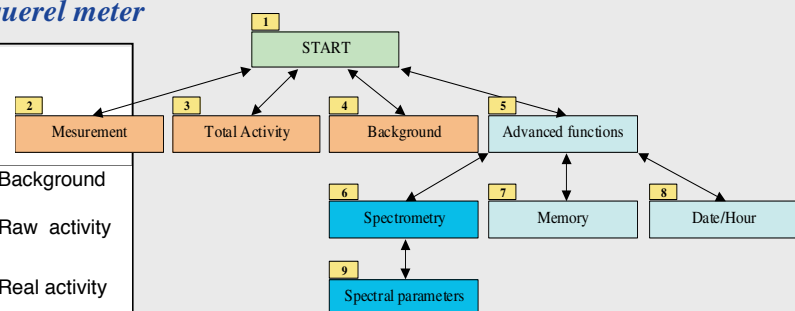 querel meter
1
START
2
Mesurement
3
Total Activity
4
Background
5
Advanced functions
Background
Raw activity
Real activity
6
Spectrometry
7
Memory
8
Date/Hour
9
Spectral parameters